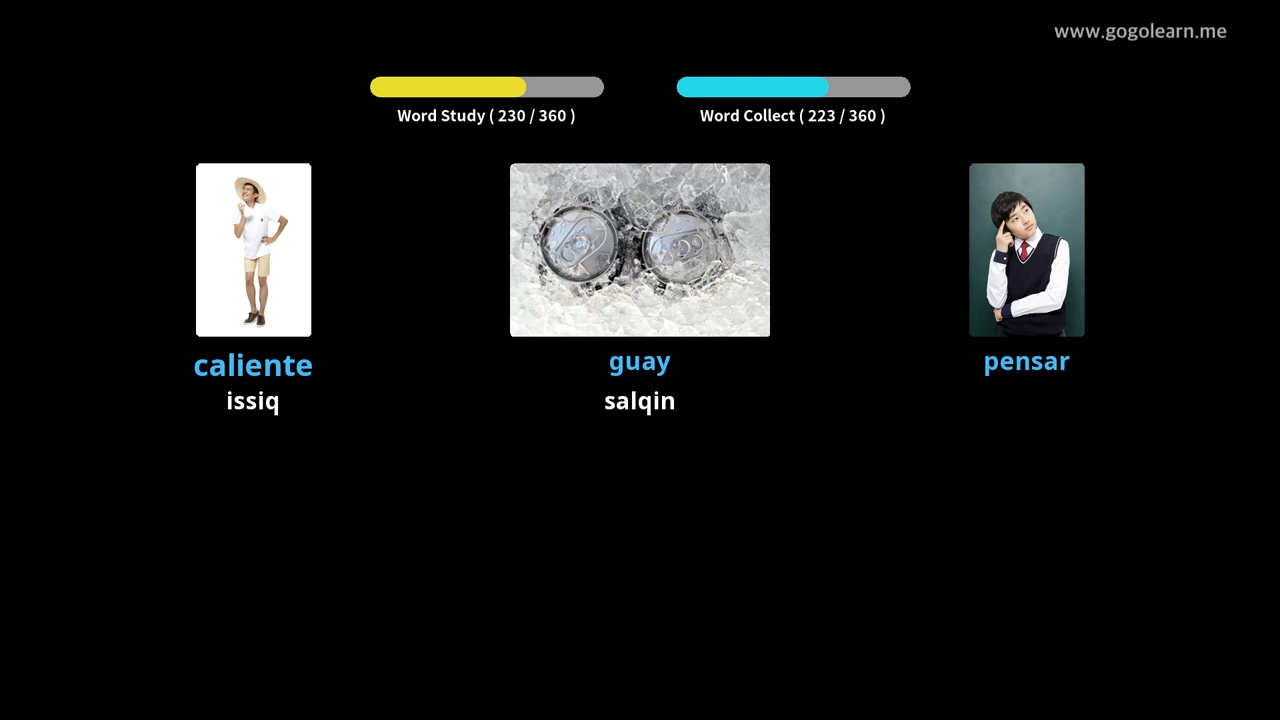 www.gogolearn.me
Word Study ( 230 / 360 )
Word Collect ( 223 / 360 )
caliente
issiq
guay
salqin
pensar